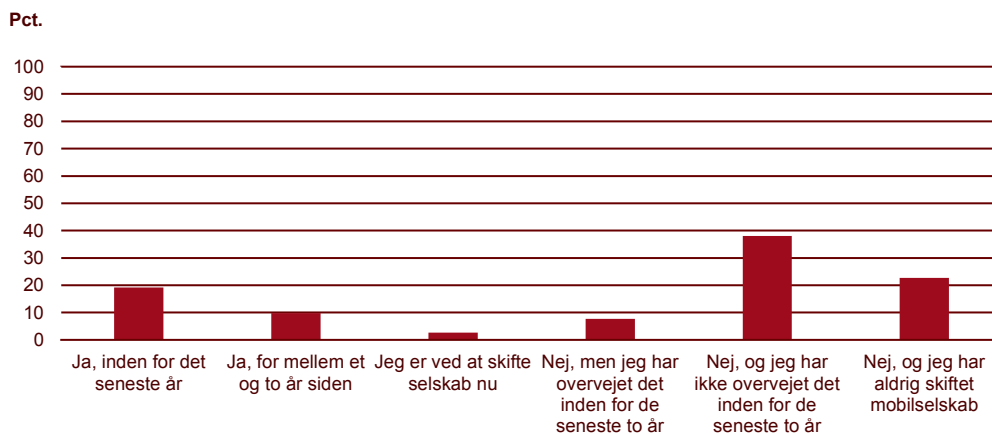 Pct.
100
90
80
70
60
50
40
30
20
10
0
Ja, inden for det
seneste år
Ja, for mellem et
og to år siden
Jeg er ved at skifte
selskab nu
Nej, men jeg har
overvejet det
inden for de
seneste to år
Nej, og jeg har
ikke overvejet det
inden for de
seneste to år
Nej, og jeg har
aldrig skiftet
mobilselskab